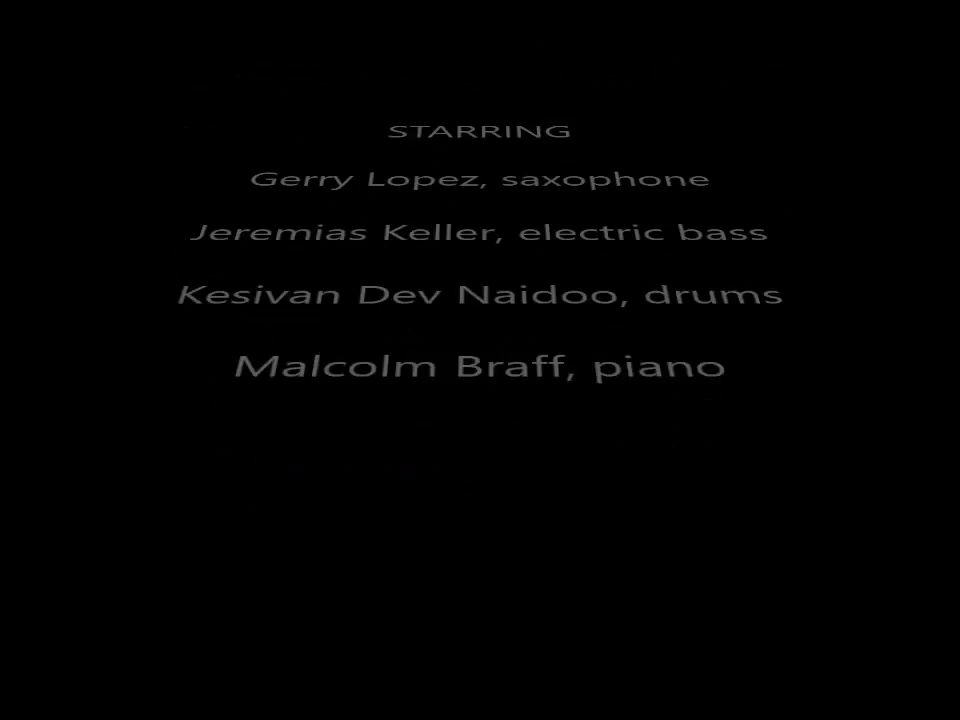 STARRING
Gerry Lopez, saxophone
Jeremias Keller, electric bass
Kesivan Dev Naidoo, drums
Malcolm Braff, piano